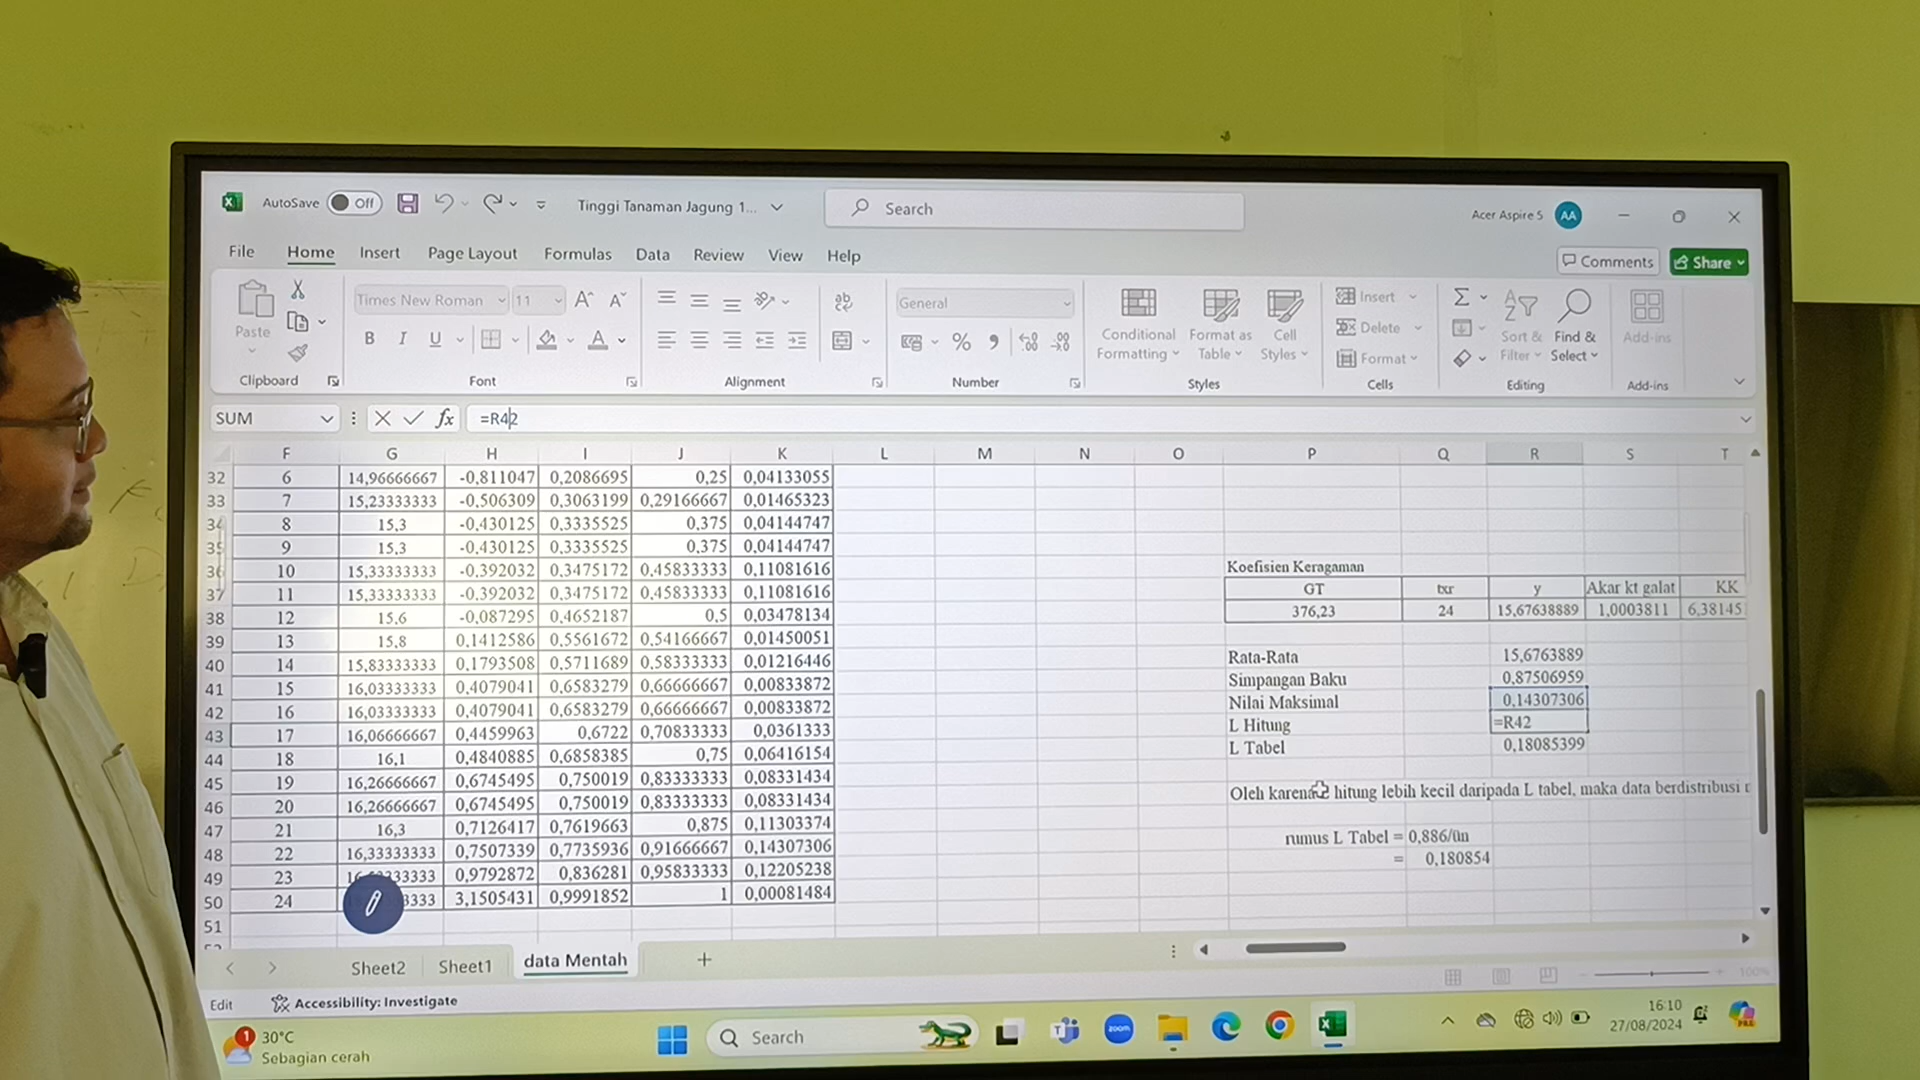 AutoSave Off Tinggi Tanaman Jagung 1... Search Acer Aspire 5 AA
File Home Insert Page Layout Formulas Data Review View Help Comments Share
Paste Times New Roman 11 General Conditional Formatting Format as Table Cell Styles Insert Delete Format Sort & Filter Find & Select Add-ins
Clipboard Font Alignment Number Styles Cells Editing Add-ins
SUM =R42
F G H I J K L M N O P Q R S T
32 6 14,96666667 -0,811047 0,2086695 0,25 0,04133055
33 7 15,23333333 -0,506309 0,3063199 0,29166667 0,01465323
34 8 15,3 -0,430125 0,3335525 0,375 0,04144747
35 9 15,3 -0,430125 0,3335525 0,375 0,04144747
36 10 15,33333333 -0,392032 0,3475172 0,45833333 0,11081616 Koefisien Keragaman
37 11 15,33333333 -0,392032 0,3475172 0,45833333 0,11081616 GT txr y Akar kt galat KK
38 12 15,6 -0,087295 0,4652187 0,5 0,03478134 376,23 24 15,67638889 1,0003811 6,38145
39 13 15,8 0,1412586 0,5561672 0,54166667 0,01450051
40 14 15,83333333 0,1793508 0,5711689 0,58333333 0,01216446 Rata-Rata 15,6763889
41 15 16,03333333 0,4079041 0,6583279 0,66666667 0,00833872 Simpangan Baku 0,87506959
42 16 16,03333333 0,4079041 0,6583279 0,66666667 0,00833872 Nilai Maksimal 0,14307306
43 17 16,06666667 0,4459963 0,6722 0,70833333 0,0361333 L Hitung =R42
44 18 16,1 0,4840885 0,6858385 0,75 0,06416154 L Tabel 0,18085399
45 19 16,26666667 0,6745495 0,750019 0,83333333 0,08331434
46 20 16,26666667 0,6745495 0,750019 0,83333333 0,08331434 Oleh karena hitung lebih kecil daripada L tabel, maka data berdistribusi
47 21 16,3 0,7126417 0,7619663 0,875 0,11303374
48 22 16,33333333 0,7507339 0,7735936 0,91666667 0,14307306 rumus L Tabel = 0,886/ün
49 23 0,9792872 0,836281 0,95833333 0,12205238 = 0,180854
50 24 3,1505431 0,9991852 1 0,00081484
51
Sheet2 Sheet1 data Mentah +
Edit Accessibility: Investigate 100%
1 30°C Sebagian cerah Search zoom 16:10 27/08/2024